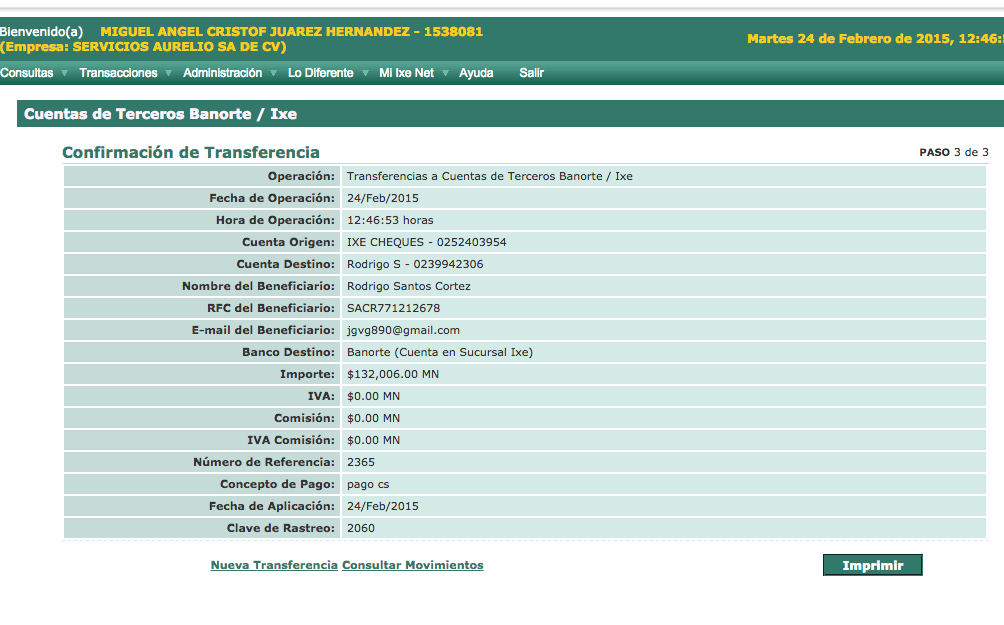 Bienvenido(a) MIGUEL ANGEL CRISTOF JUAREZ HERNANDEZ - 1538081
(Empresa: SERVICIOS AURELIO SA DE CV)
Martes 24 de Febrero de 2015, 12:46:
Consultas Transacciones Administración Lo Diferente Mi Ixe Net Ayuda Salir
Cuentas de Terceros Banorte / Ixe
Confirmación de Transferencia PASO 3 de 3
Operación: Transferencias a Cuentas de Terceros Banorte / Ixe
Fecha de Operación: 24/Feb/2015
Hora de Operación: 12:46:53 horas
Cuenta Origen: IXE CHEQUES - 0252403954
Cuenta Destino: Rodrigo S - 0239942306
Nombre del Beneficiario: Rodrigo Santos Cortez
RFC del Beneficiario: SACR771212678
E-mail del Beneficiario: jgvg890@gmail.com
Banco Destino: Banorte (Cuenta en Sucursal Ixe)
Importe: $132,006.00 MN
IVA: $0.00 MN
Comisión: $0.00 MN
IVA Comisión: $0.00 MN
Número de Referencia: 2365
Concepto de Pago: pago cs
Fecha de Aplicación: 24/Feb/2015
Clave de Rastreo: 2060
Nueva Transferencia Consultar Movimientos Imprimir